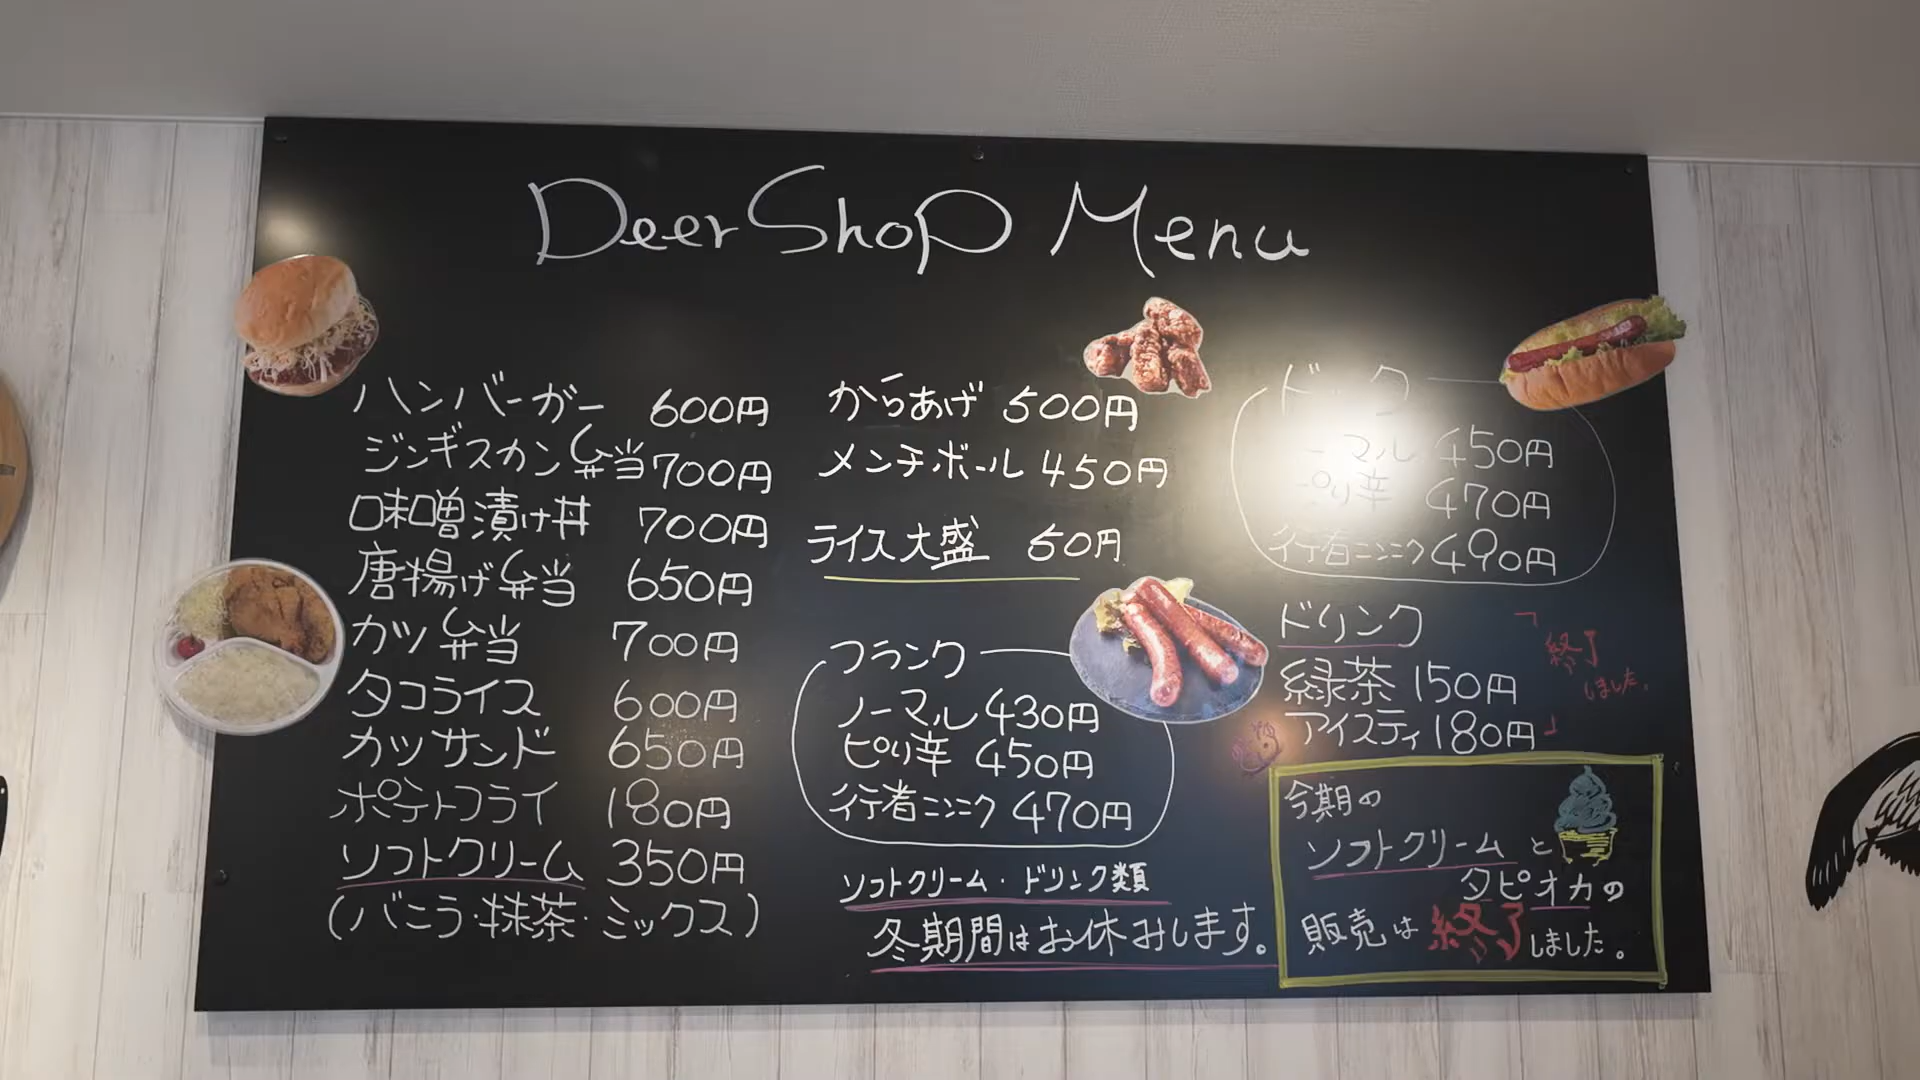 Deer Shop Menu
ハンバーガー 600円
ジンギスカン弁当 700円
味噌漬け丼 700円
唐揚げ弁当 650円
カツ弁当 700円
タコライス 600円
カツサンド 650円
ポテトフライ 180円
ソフトクリーム 350円
(バニラ・抹茶・ミックス)
からあげ 500円
メンチボール 450円
ライス大盛 50円
フランク
ノーマル 430円
ピリ辛 450円
行者ニンニク 470円
ソフトクリーム・ドリンク類
冬期間はお休みします。
ドック
ーマル 450円
ピリ辛 470円
行者ニンニク 490円
ドリンク
緑茶 150円
アイスティ 180円
終了
しました。
今期の
ソフトクリームと
タピオカの
販売は終了しました。